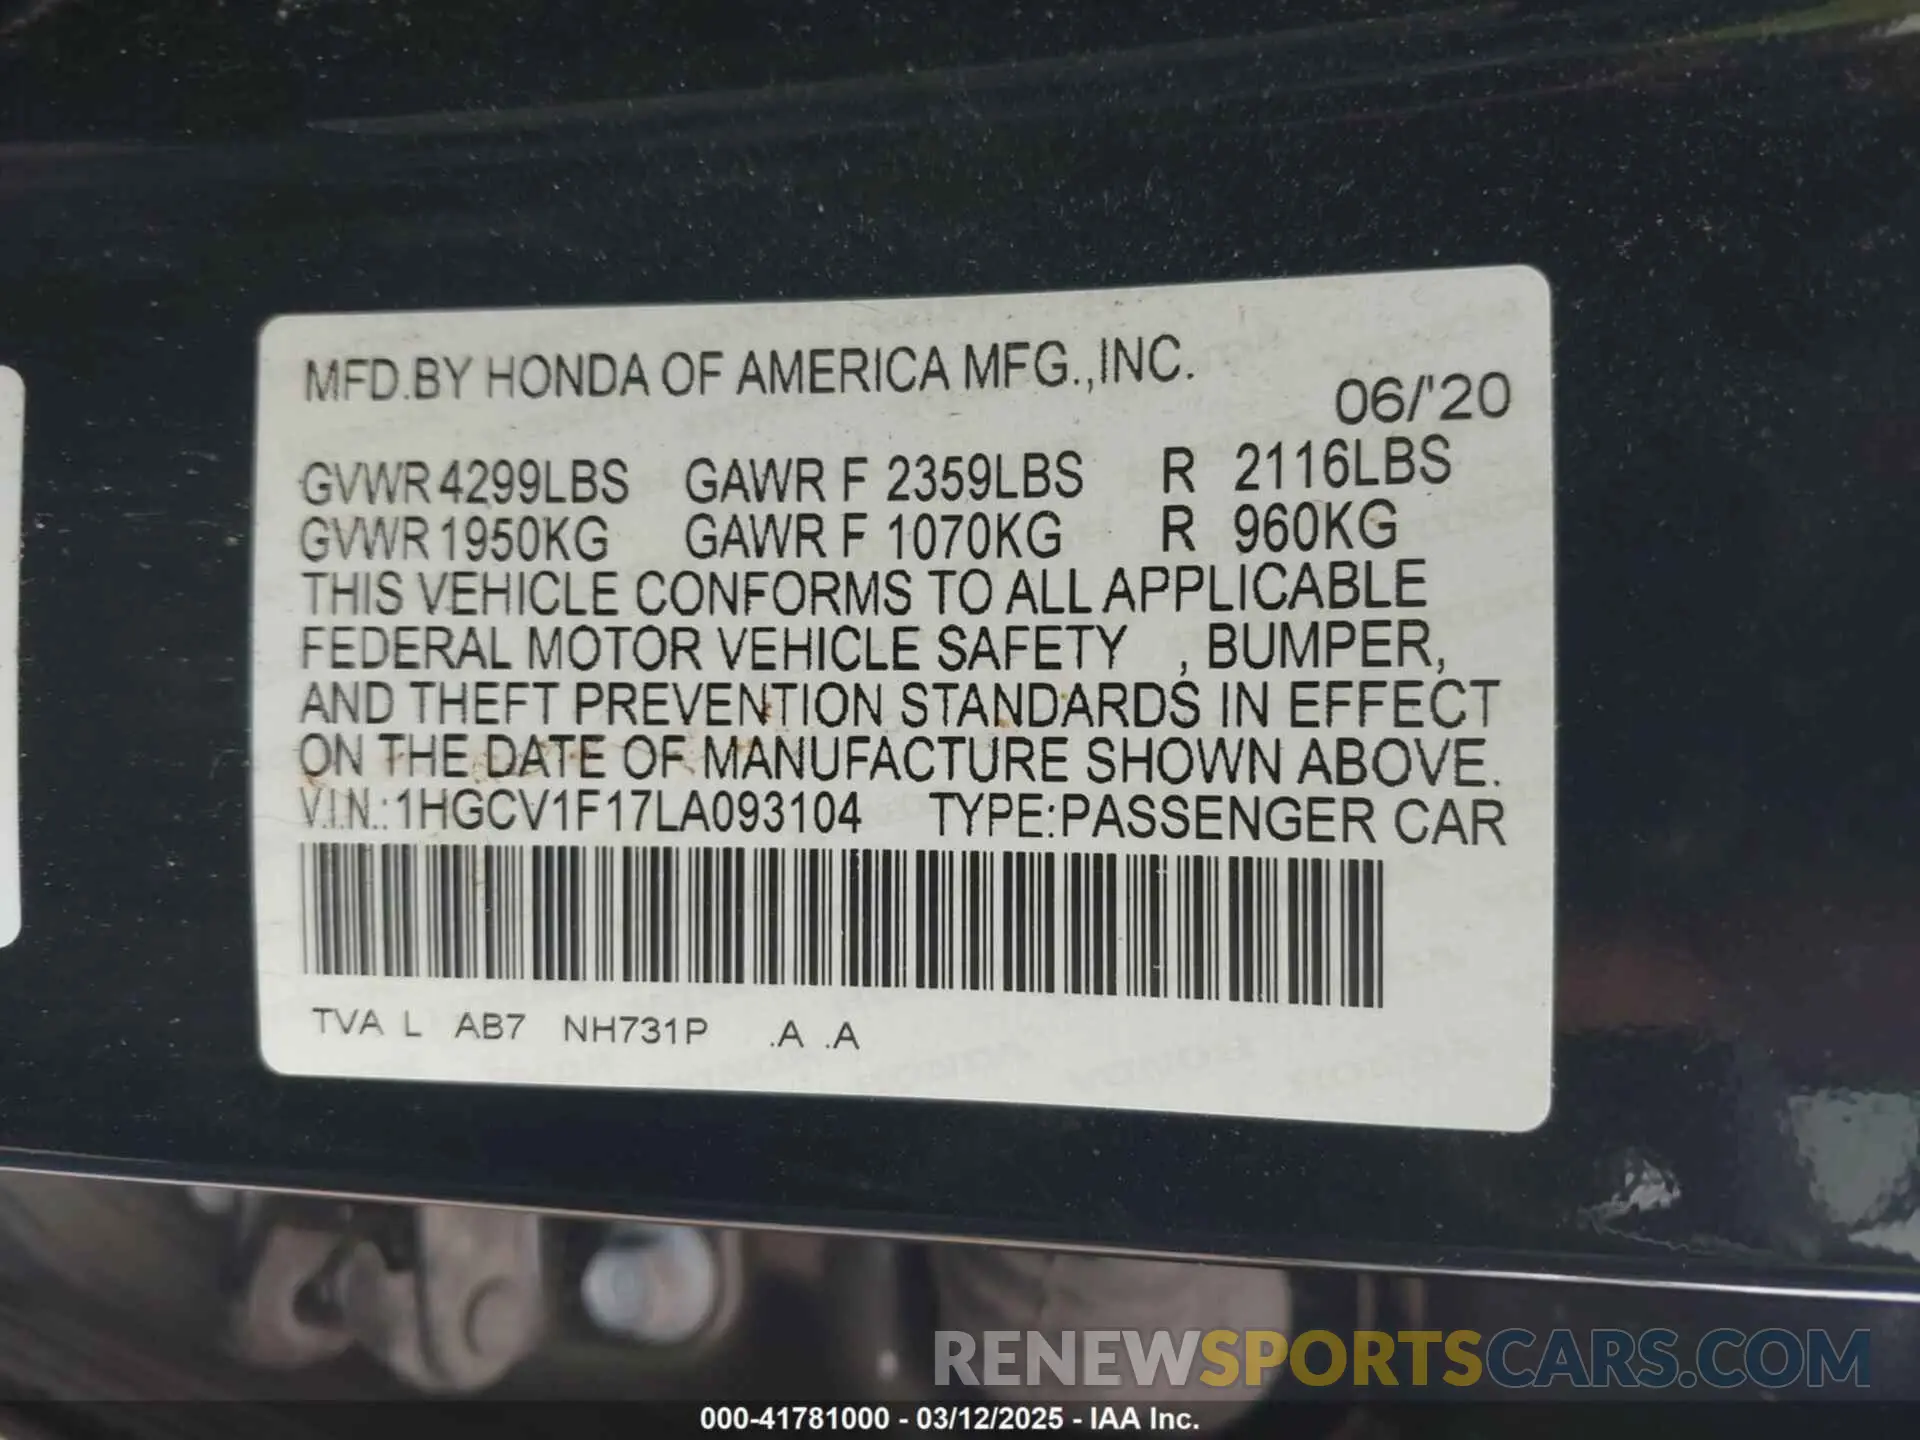 MFD.BY HONDA OF AMERICA MFG.,INC.
06/'20
GVWR 4299LBS GAWR F 2359LBS R 2116LBS
GVWR 1950KG GAWR F 1070KG R 960KG
THIS VEHICLE CONFORMS TO ALL APPLICABLE
FEDERAL MOTOR VEHICLE SAFETY , BUMPER,
AND THEFT PREVENTION STANDARDS IN EFFECT
ON THE DATE OF MANUFACTURE SHOWN ABOVE.
V.I.N.:1HGCV1F17LA093104 TYPE:PASSENGER CAR
TVA L AB7 NH731P .A .A
RENEWSPORTSCARS.COM
000-41781000 - 03/12/2025 - IAA Inc.